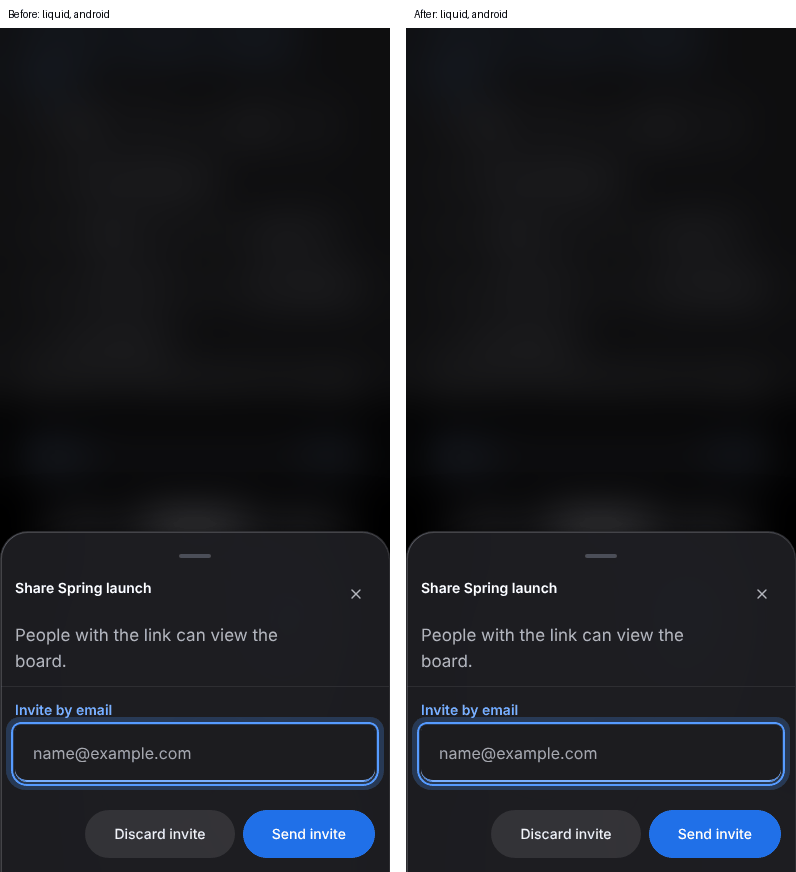 Before: liquid, android
Share Spring launch
People with the link can view the
board.
Invite by email
name@example.com
Discard invite
Send invite
After: liquid, android
Share Spring launch
People with the link can view the
board.
Invite by email
name@example.com
Discard invite
Send invite